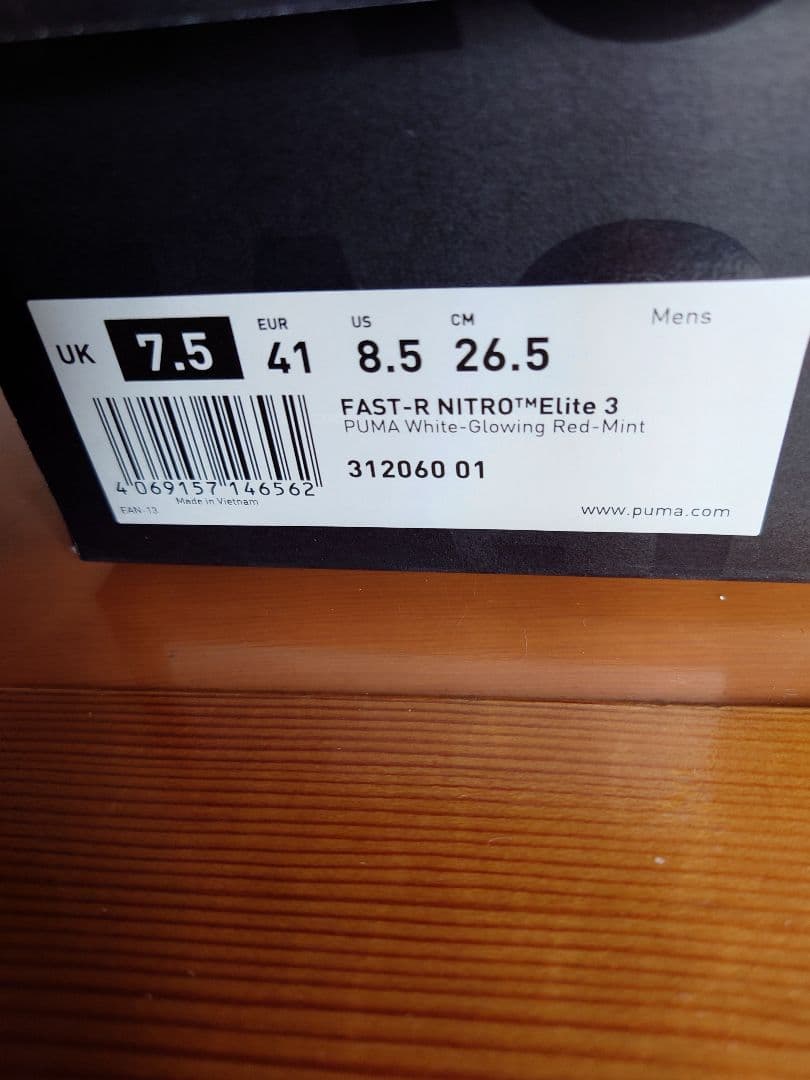 Mens
UK 7.5 EUR 41 US 8.5 CM 26.5
FAST-R NITRO™Elite 3
PUMA White-Glowing Red-Mint
312060 01
4 069157 146562
Made in Vietnam
EAN-13
www.puma.com